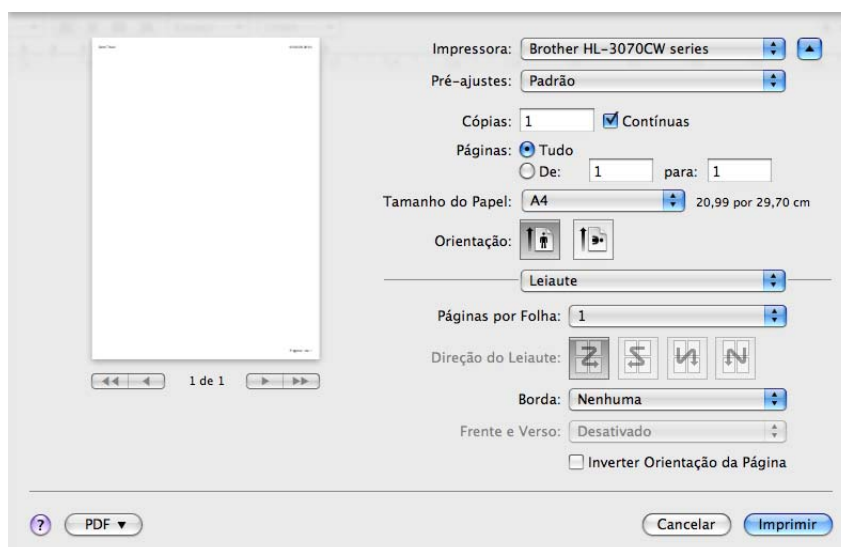 Impressora: Brother HL-3070CW series
Pré-ajustes: Padrão
Cópias: 1 Contínuas
Páginas: Tudo
De: 1 para: 1
Tamanho do Papel: A4 20,99 por 29,70 cm
Orientação:
Leiaute
Páginas por Folha: 1
Direção do Leiaute:
1 de 1
Borda: Nenhuma
Frente e Verso: Desativado
Inverter Orientação da Página
? PDF Cancelar Imprimir